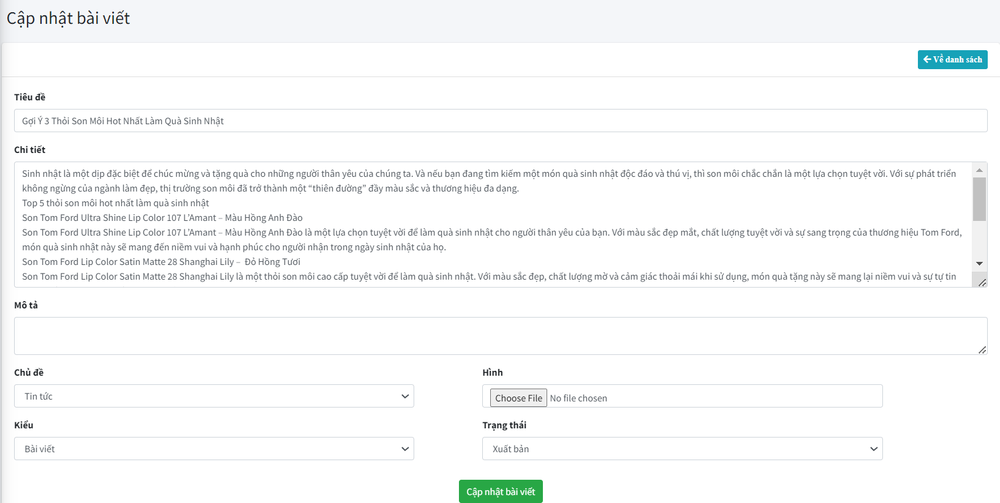 Cập nhật bài viết
Về danh sách
Tiêu đề
Gợi Ý 3 Thỏi Son Môi Hot Nhất Làm Quà Sinh Nhật
Chi tiết
Sinh nhật là một dịp đặc biệt để chúc mừng và tặng quà cho những người thân yêu của chúng ta. Và nếu bạn đang tìm kiếm một món quà sinh nhật độc đáo và thú vị, thì son môi chắc chắn là một lựa chọn tuyệt vời. Với sự phát triển
không ngừng của ngành làm đẹp, thị trường son môi đã trở thành một “thiên đường” đầy màu sắc và thương hiệu đa dạng.
Top 5 thỏi son môi hot nhất làm quà sinh nhật
Son Tom Ford Ultra Shine Lip Color 107 L’Amant – Màu Hồng Anh Đào
Son Tom Ford Ultra Shine Lip Color 107 L’Amant – Màu Hồng Anh Đào là một lựa chọn tuyệt vời để làm quà sinh nhật cho người thân yêu của bạn. Với màu sắc đẹp mắt, chất lượng tuyệt vời và sự sang trọng của thương hiệu Tom Ford,
món quà sinh nhật này sẽ mang đến niềm vui và hạnh phúc cho người nhận trong ngày sinh nhật của họ.
Son Tom Ford Lip Color Satin Matte 28 Shanghai Lily –  Đỏ Hồng Tươi
Son Tom Ford Lip Color Satin Matte 28 Shanghai Lily là một thỏi son môi cao cấp tuyệt vời để làm quà sinh nhật. Với màu sắc đẹp, chất lượng mờ và cảm giác thoải mái khi sử dụng, món quà tặng này sẽ mang lại niềm vui và sự tự tin
Mô tả
Chủ đề
Hình
Tin tức
Choose File No file chosen
Kiểu
Trạng thái
Bài viết
Xuất bản
Cập nhật bài viết